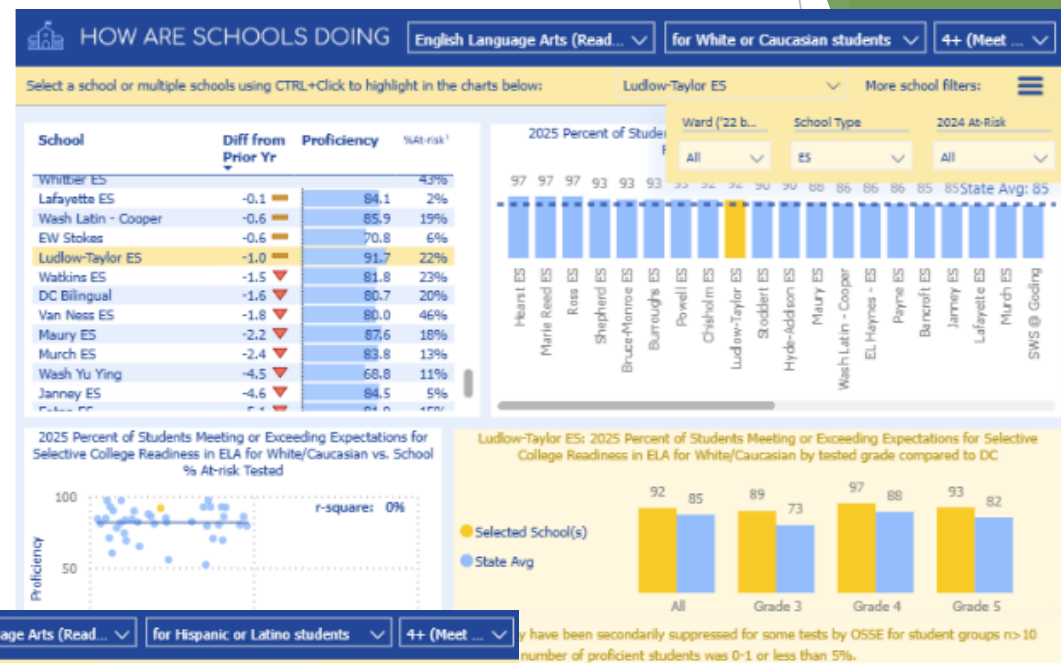 HOW ARE SCHOOLS DOING
English Language Arts (Read...
for White or Caucasian students
4+ (Meet ...
Select a school or multiple schools using CTRL+Click to highlight in the charts below:
Ludlow-Taylor ES
More school filters:
Ward ('22 b...
School Type
2024 At-Risk
All
ES
All
School Diff from Prior Yr Proficiency %At-risk¹
Whittier ES 43%
Lafayette ES -0.1 84.1 2%
Wash Latin - Cooper -0.6 85.9 19%
EW Stokes -0.6 70.8 6%
Ludlow-Taylor ES -1.0 91.7 22%
Watkins ES -1.5 81.8 23%
DC Bilingual -1.6 80.7 20%
Van Ness ES -1.8 80.0 46%
Maury ES -2.2 87.6 18%
Murch ES -2.4 83.8 13%
Wash Yu Ying -4.5 68.8 11%
Janney ES -4.6 84.5 5%
2025 Percent of Stude
97 97 97 93 93 93 93 92 92 90 90 88 86 86 86 85 85 State Avg: 85
Hearst ES
Marie Reed ES
Ross ES
Shepherd ES
Bruce-Monroe ES
Burroughs ES
Powell ES
Chisholm ES
Ludlow-Taylor ES
Stoddert ES
Hyde-Addison ES
Maury ES
Wash Latin - Cooper
EL Haynes - ES
Payne ES
Bancroft ES
Janney ES
Lafayette ES
Murch ES
SWS @ Goding
2025 Percent of Students Meeting or Exceeding Expectations for
Selective College Readiness in ELA for White/Caucasian vs. School
% At-risk Tested
r-square: 0%
100
50
Proficiency
Ludlow-Taylor ES: 2025 Percent of Students Meeting or Exceeding Expectations for Selective
College Readiness in ELA for White/Caucasian by tested grade compared to DC
Selected School(s)
State Avg
92 85 89 73 97 88 93 82
All Grade 3 Grade 4 Grade 5
age Arts (Read...
for Hispanic or Latino students
4+ (Meet ...
y have been secondarily suppressed for some tests by OSSE for student groups n>10
number of proficient students was 0-1 or less than 5%.